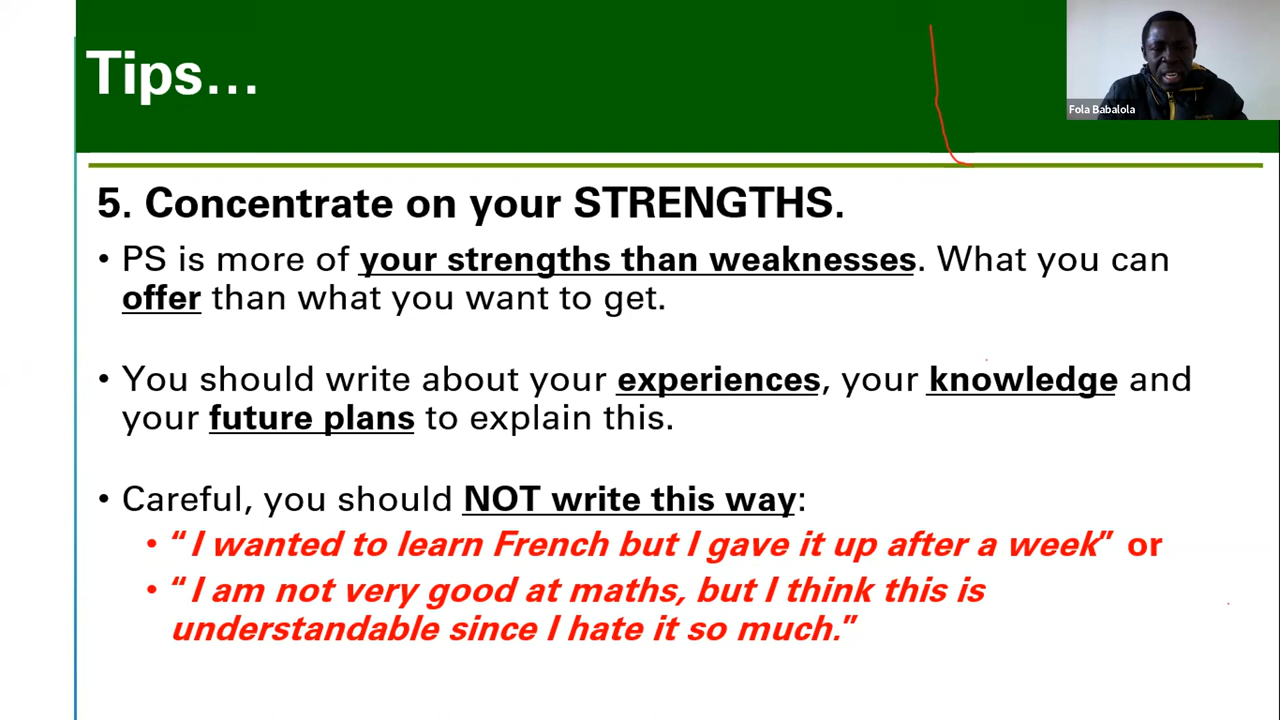 Tips...
Fola Babalola
5. Concentrate on your STRENGTHS.
• PS is more of your strengths than weaknesses. What you can
offer than what you want to get.
• You should write about your experiences, your knowledge and
your future plans to explain this.
• Careful, you should NOT write this way:
• “I wanted to learn French but I gave it up after a week” or
• “I am not very good at maths, but I think this is
understandable since I hate it so much.”